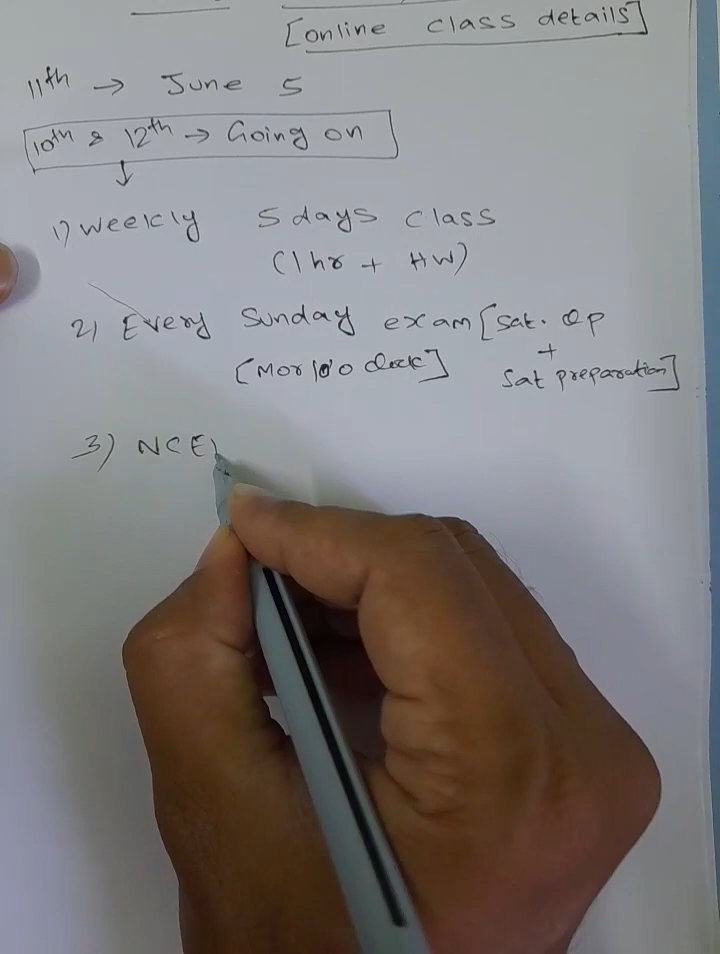 [online class details]
11th → June 5
10th & 12th → Going on
↓
1) Weekly 5 days class
(1 hr + HW)
2) Every Sunday exam [Sat. QP
+
[Mor 10'o clock] Sat preparation]
3) NCE